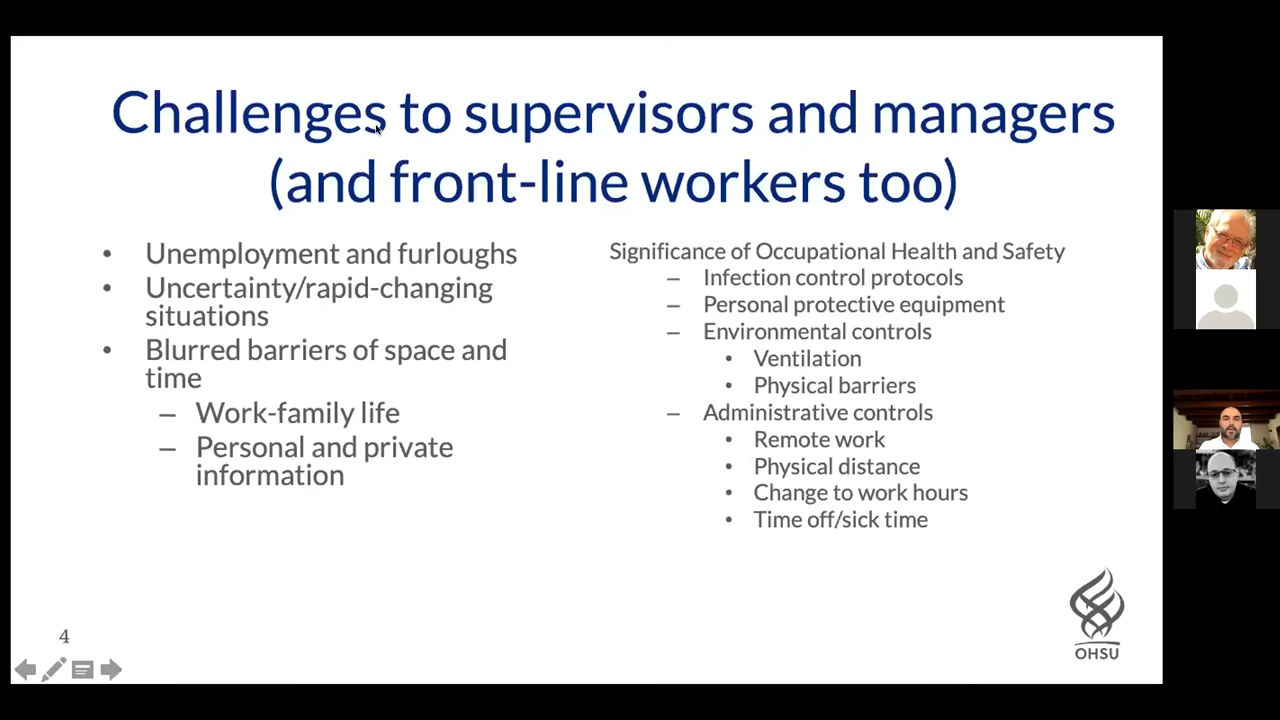 Challenges to supervisors and managers
(and front-line workers too)
• Unemployment and furloughs
• Uncertainty/rapid-changing
situations
• Blurred barriers of space and
time
– Work-family life
– Personal and private
information
Significance of Occupational Health and Safety
– Infection control protocols
– Personal protective equipment
– Environmental controls
• Ventilation
• Physical barriers
– Administrative controls
• Remote work
• Physical distance
• Change to work hours
• Time off/sick time
4
OHSU